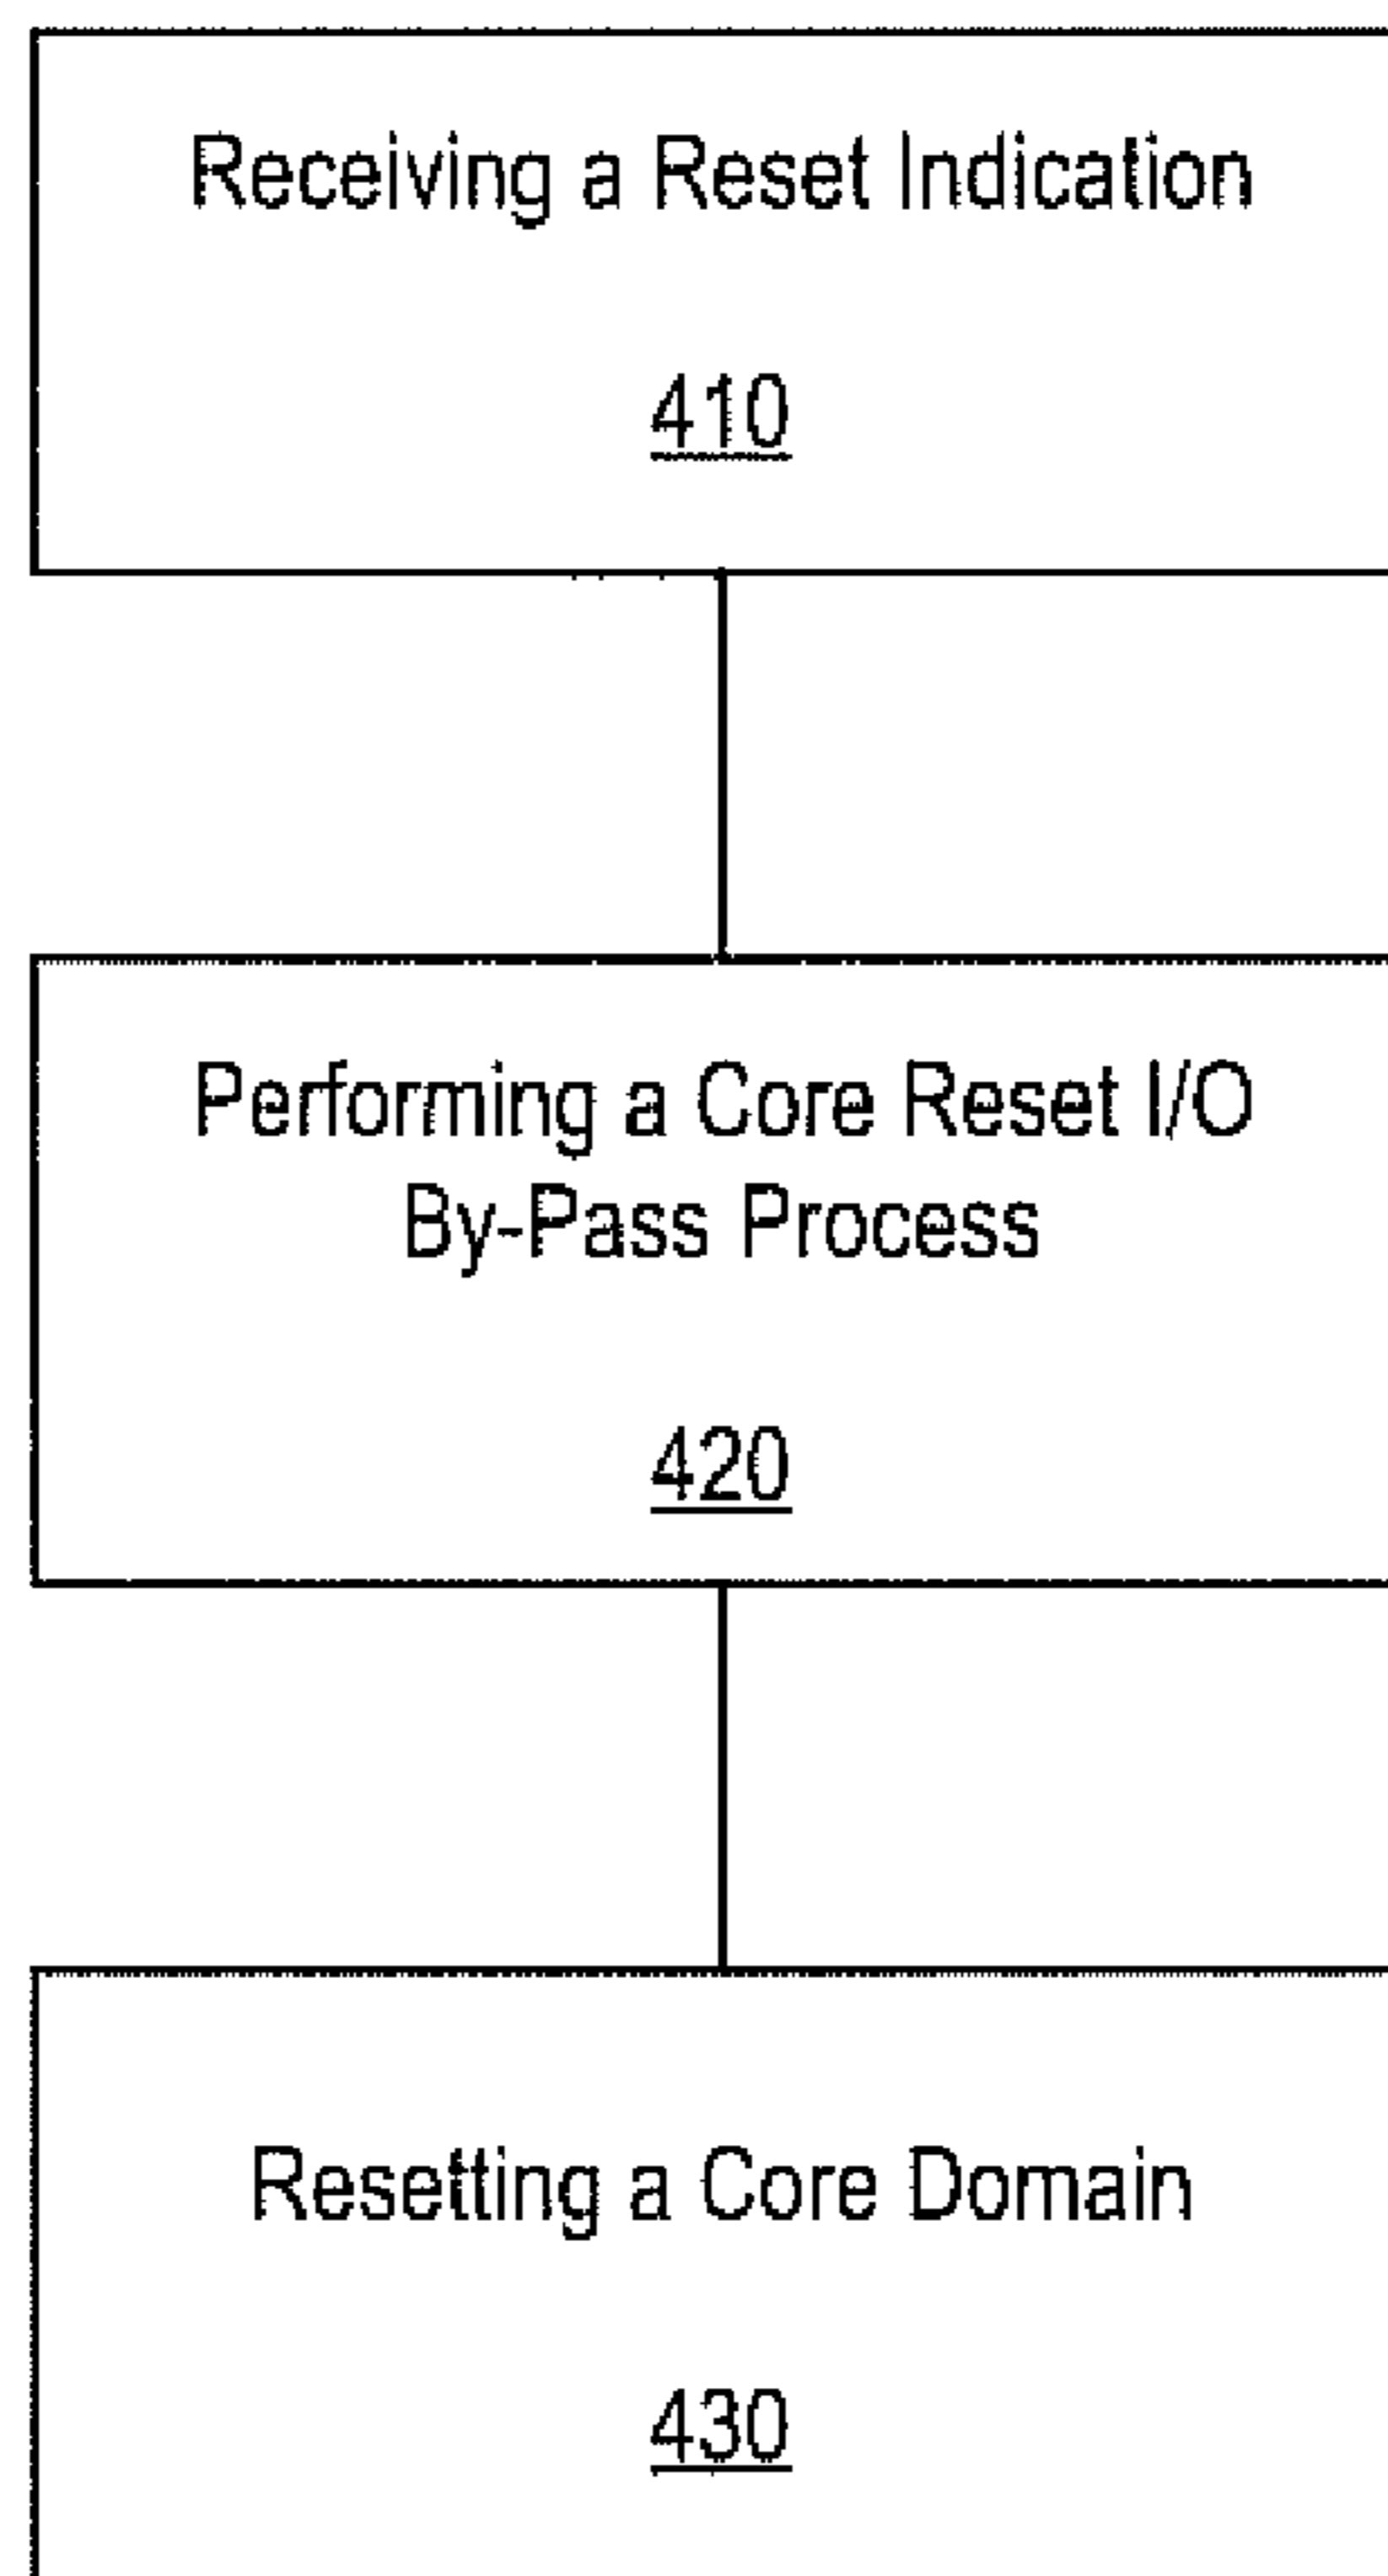 Receiving a Reset Indication
410
Performing a Core Reset I/O
By-Pass Process
420
Resetting a Core Domain
430